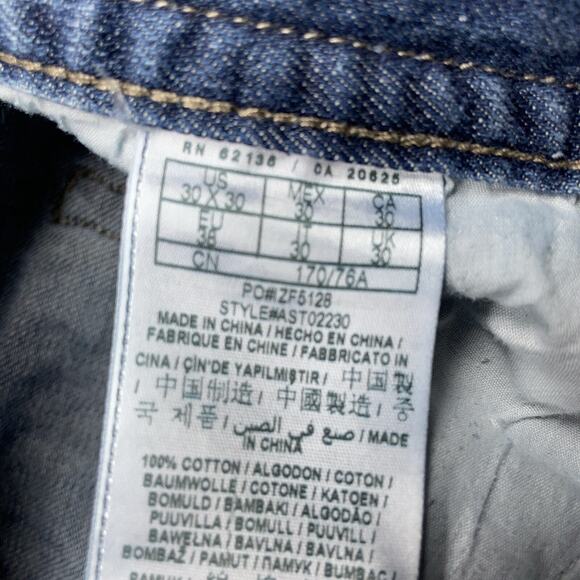 RN 62136 / CA 20625
US MEX CA
30 X 30 30 30
EU IT UK
38 30 30
CN 170/76A
PO#IZF5128
STYLE#AST02230
MADE IN CHINA / HECHO EN CHINA /
FABRIQUE EN CHINE / FABBRICATO IN
CINA / ÇİN'DE YAPILMIŞTIR / 中国製
/ 中国制造 / 中國製造 / 중
국 제품 / صنع في الصين / MADE
IN CHINA
100% COTTON / ALGODON / COTON /
BAUMWOLLE / COTONE / KATOEN /
BOMULD / BAMBAKI / ALGODÃO /
PUUVILLA / BOMULL / PUUVILL /
BAWEŁNA / BAVLNA / BAVLNA /
BOMBAŽ / PAMUT / ПАМУК / BUMBAC